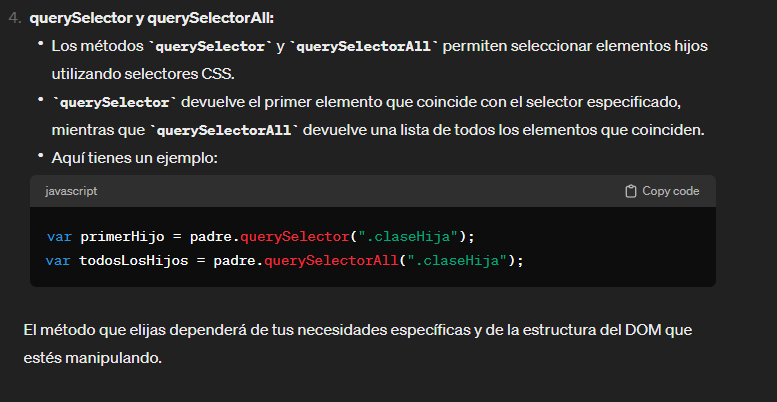 4. querySelector y querySelectorAll:
• Los métodos `querySelector` y `querySelectorAll` permiten seleccionar elementos hijos
utilizando selectores CSS.
• `querySelector` devuelve el primer elemento que coincide con el selector especificado,
mientras que `querySelectorAll` devuelve una lista de todos los elementos que coinciden.
• Aquí tienes un ejemplo:
javascript Copy code
var primerHijo = padre.querySelector(".claseHija");
var todosLosHijos = padre.querySelectorAll(".claseHija");
El método que elijas dependerá de tus necesidades específicas y de la estructura del DOM que
estés manipulando.